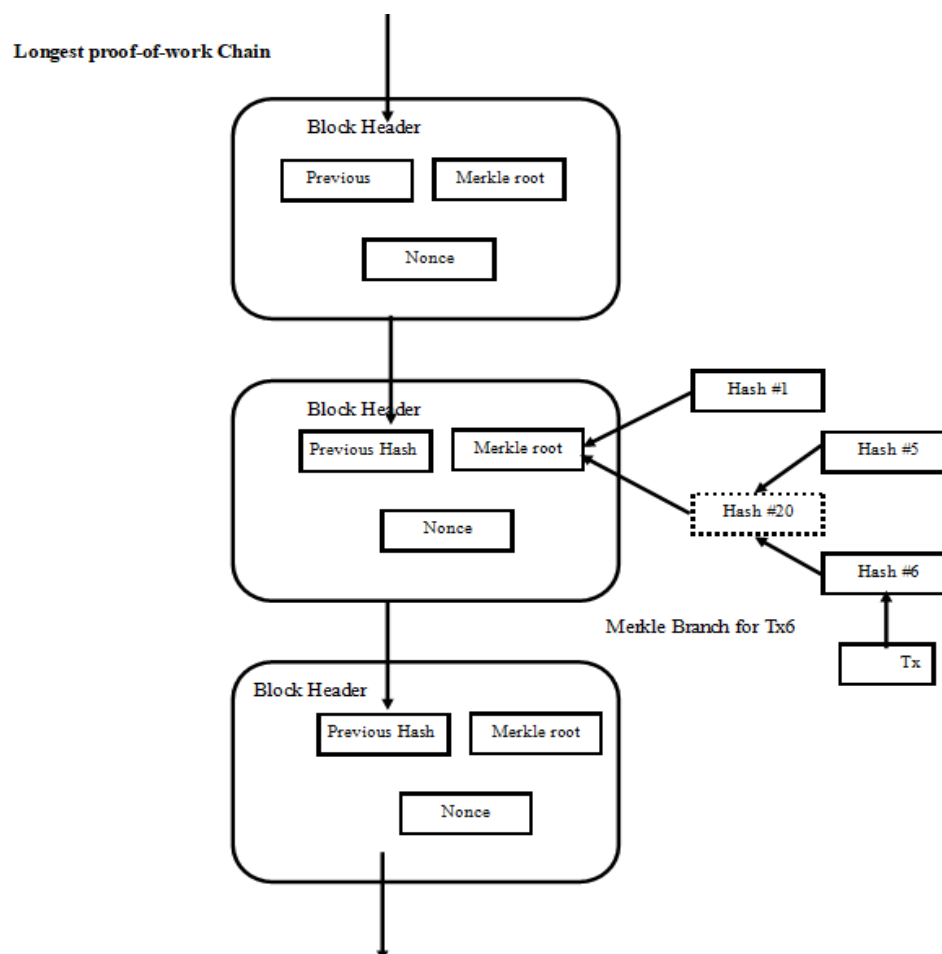 Longest proof-of-work Chain
Block Header
Previous
Merkle root
Nonce
Block Header
Previous Hash
Merkle root
Nonce
Hash #1
Hash #5
Hash #20
Hash #6
Merkle Branch for Tx6
Tx
Block Header
Previous Hash
Merkle root
Nonce